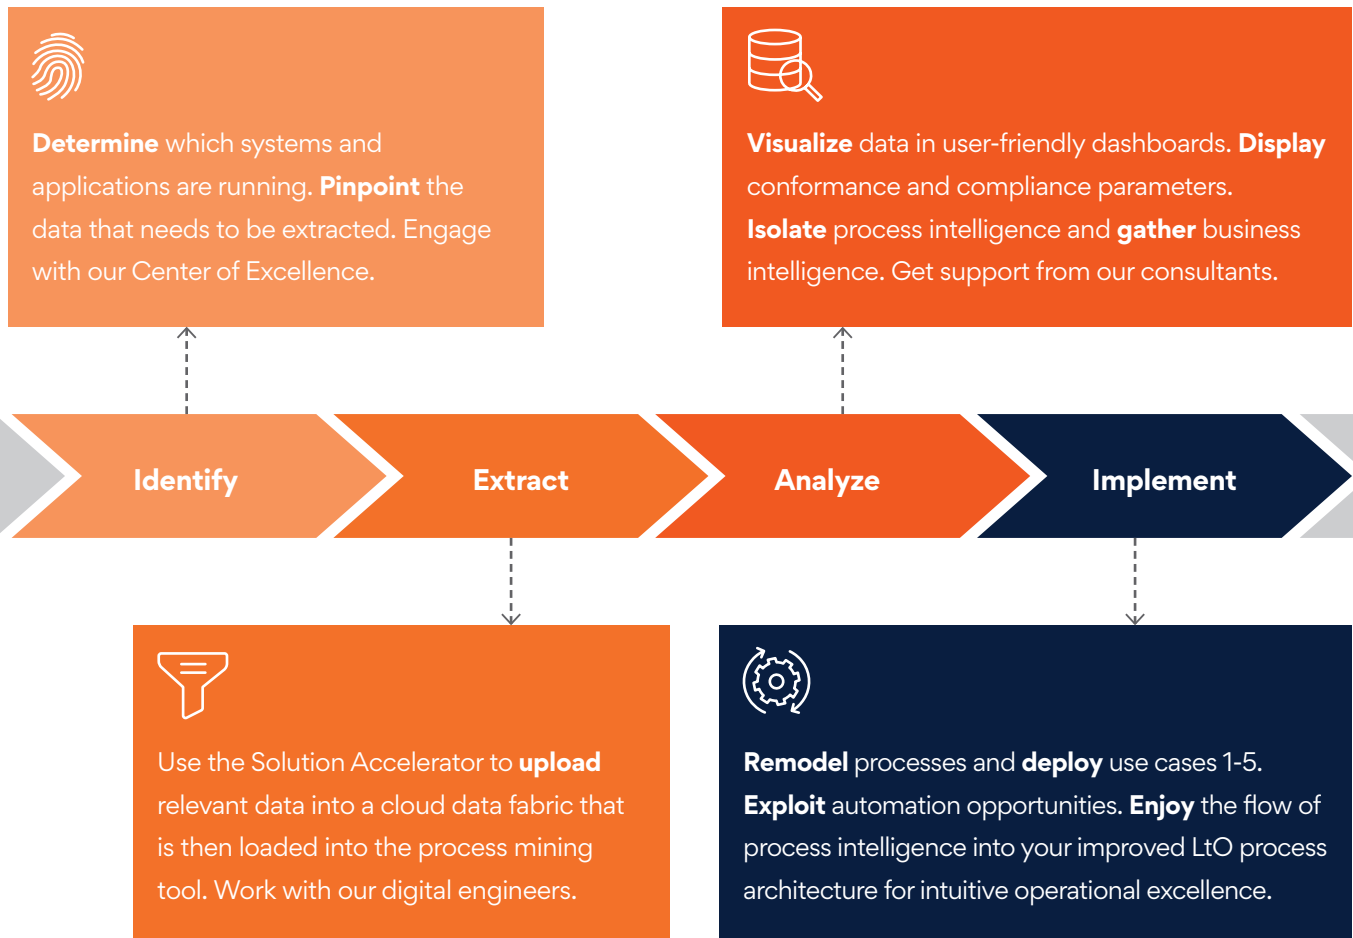 Determine which systems and
applications are running. Pinpoint the
data that needs to be extracted. Engage
with our Center of Excellence.
Visualize data in user-friendly dashboards. Display
conformance and compliance parameters.
Isolate process intelligence and gather business
intelligence. Get support from our consultants.
Identify
Extract
Analyze
Implement
Use the Solution Accelerator to upload
relevant data into a cloud data fabric that
is then loaded into the process mining
tool. Work with our digital engineers.
Remodel processes and deploy use cases 1-5.
Exploit automation opportunities. Enjoy the flow of
process intelligence into your improved LtO process
architecture for intuitive operational excellence.